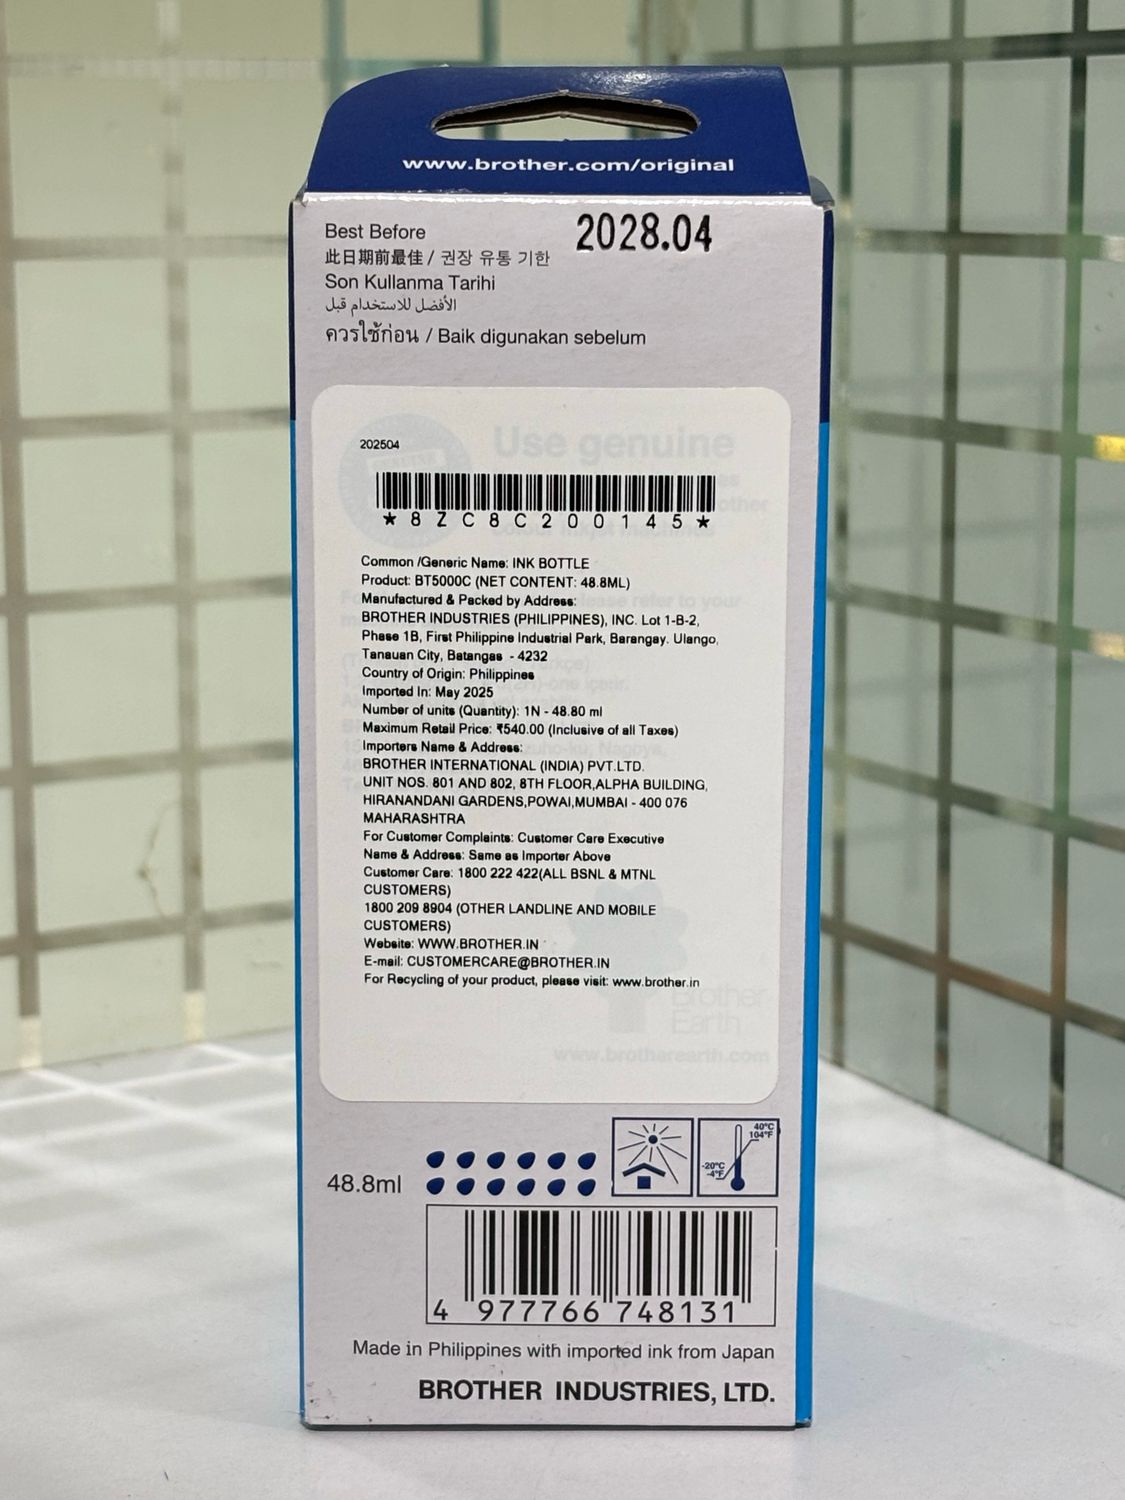 www.brother.com/original
Best Before 2028.04
此日期前最佳 / 권장 유통 기한
Son Kullanma Tarihi
الأفضل للاستخدام قبل
ควรใช้ก่อน / Baik digunakan sebelum
Use genuine
202504
*8ZC8C200145*
Common /Generic Name: INK BOTTLE
Product: BT5000C (NET CONTENT: 48.8ML)
Manufactured & Packed by Address:
BROTHER INDUSTRIES (PHILIPPINES), INC. Lot 1-B-2,
Phase 1B, First Philippine Industrial Park, Barangay. Ulango,
Tanauan City, Batangas - 4232
Country of Origin: Philippines
Imported In: May 2025
Number of units (Quantity): 1N - 48.80 ml
Maximum Retail Price: ₹540.00 (Inclusive of all Taxes)
Importers Name & Address:
BROTHER INTERNATIONAL (INDIA) PVT.LTD.
UNIT NOS. 801 AND 802, 8TH FLOOR,ALPHA BUILDING,
HIRANANDANI GARDENS,POWAI,MUMBAI - 400 076
MAHARASHTRA
For Customer Complaints: Customer Care Executive
Name & Address: Same as Importer Above
Customer Care: 1800 222 422(ALL BSNL & MTNL
CUSTOMERS)
1800 209 8904 (OTHER LANDLINE AND MOBILE
CUSTOMERS)
Website: WWW.BROTHER.IN
E-mail: CUSTOMERCARE@BROTHER.IN
For Recycling of your product, please visit: www.brother.in
Brother
Earth
www.brotherearth.com
40°C
104°F
-20°C
-4°F
48.8ml
4 977766 748131
Made in Philippines with imported ink from Japan
BROTHER INDUSTRIES, LTD.